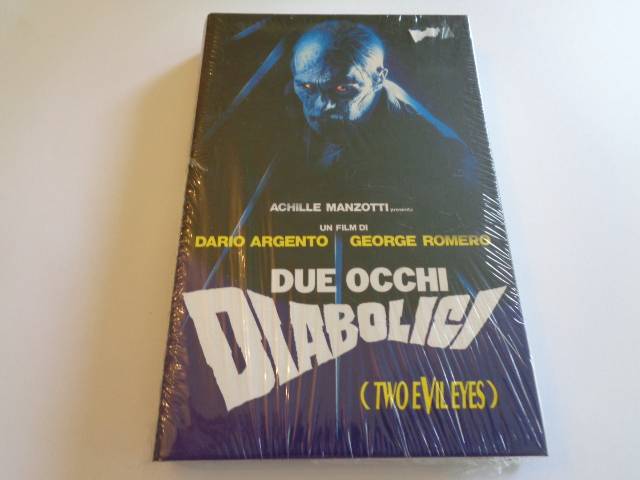 ACHILLE MANZOTTI presenta
UN FILM DI
DARIO ARGENTO GEORGE ROMERO
DUE OCCHI
DIABOLICI
(TWO EVIL EYES)